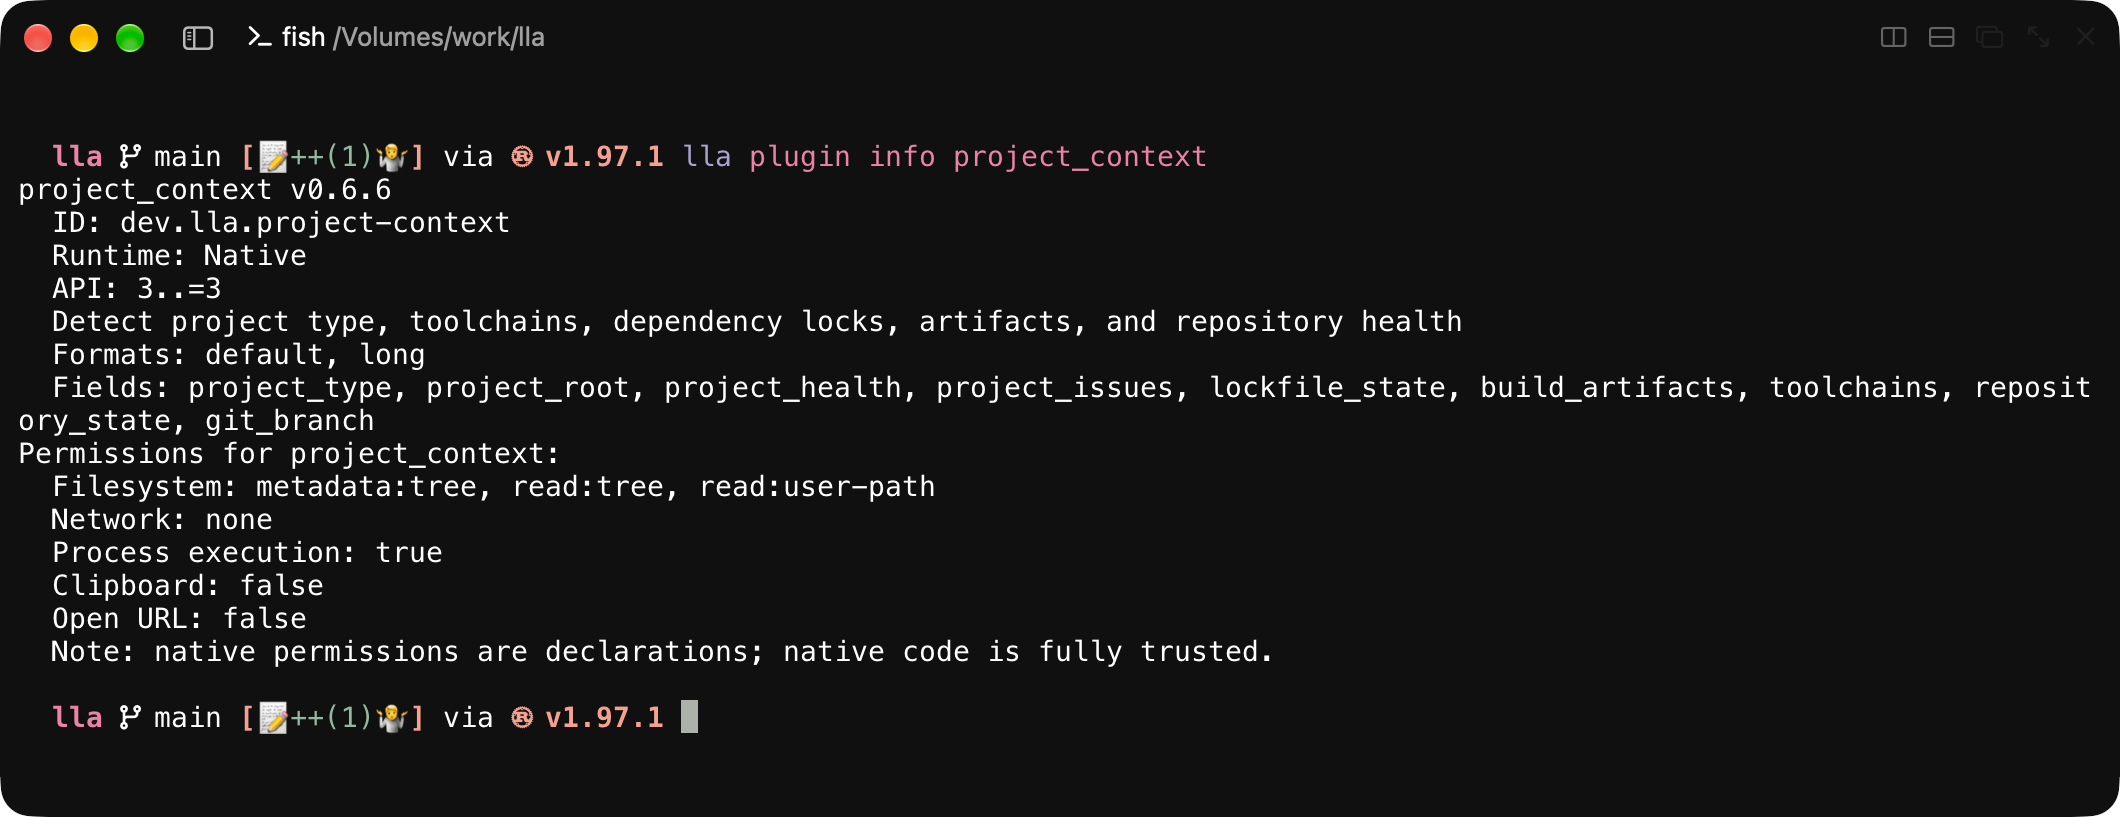 fish /Volumes/work/lla
lla main [📝++(1)🤷] via v1.97.1 lla plugin info project_context
project_context v0.6.6
ID: dev.lla.project-context
Runtime: Native
API: 3..=3
Detect project type, toolchains, dependency locks, artifacts, and repository health
Formats: default, long
Fields: project_type, project_root, project_health, project_issues, lockfile_state, build_artifacts, toolchains, reposit
ory_state, git_branch
Permissions for project_context:
Filesystem: metadata:tree, read:tree, read:user-path
Network: none
Process execution: true
Clipboard: false
Open URL: false
Note: native permissions are declarations; native code is fully trusted.
lla main [📝++(1)🤷] via v1.97.1